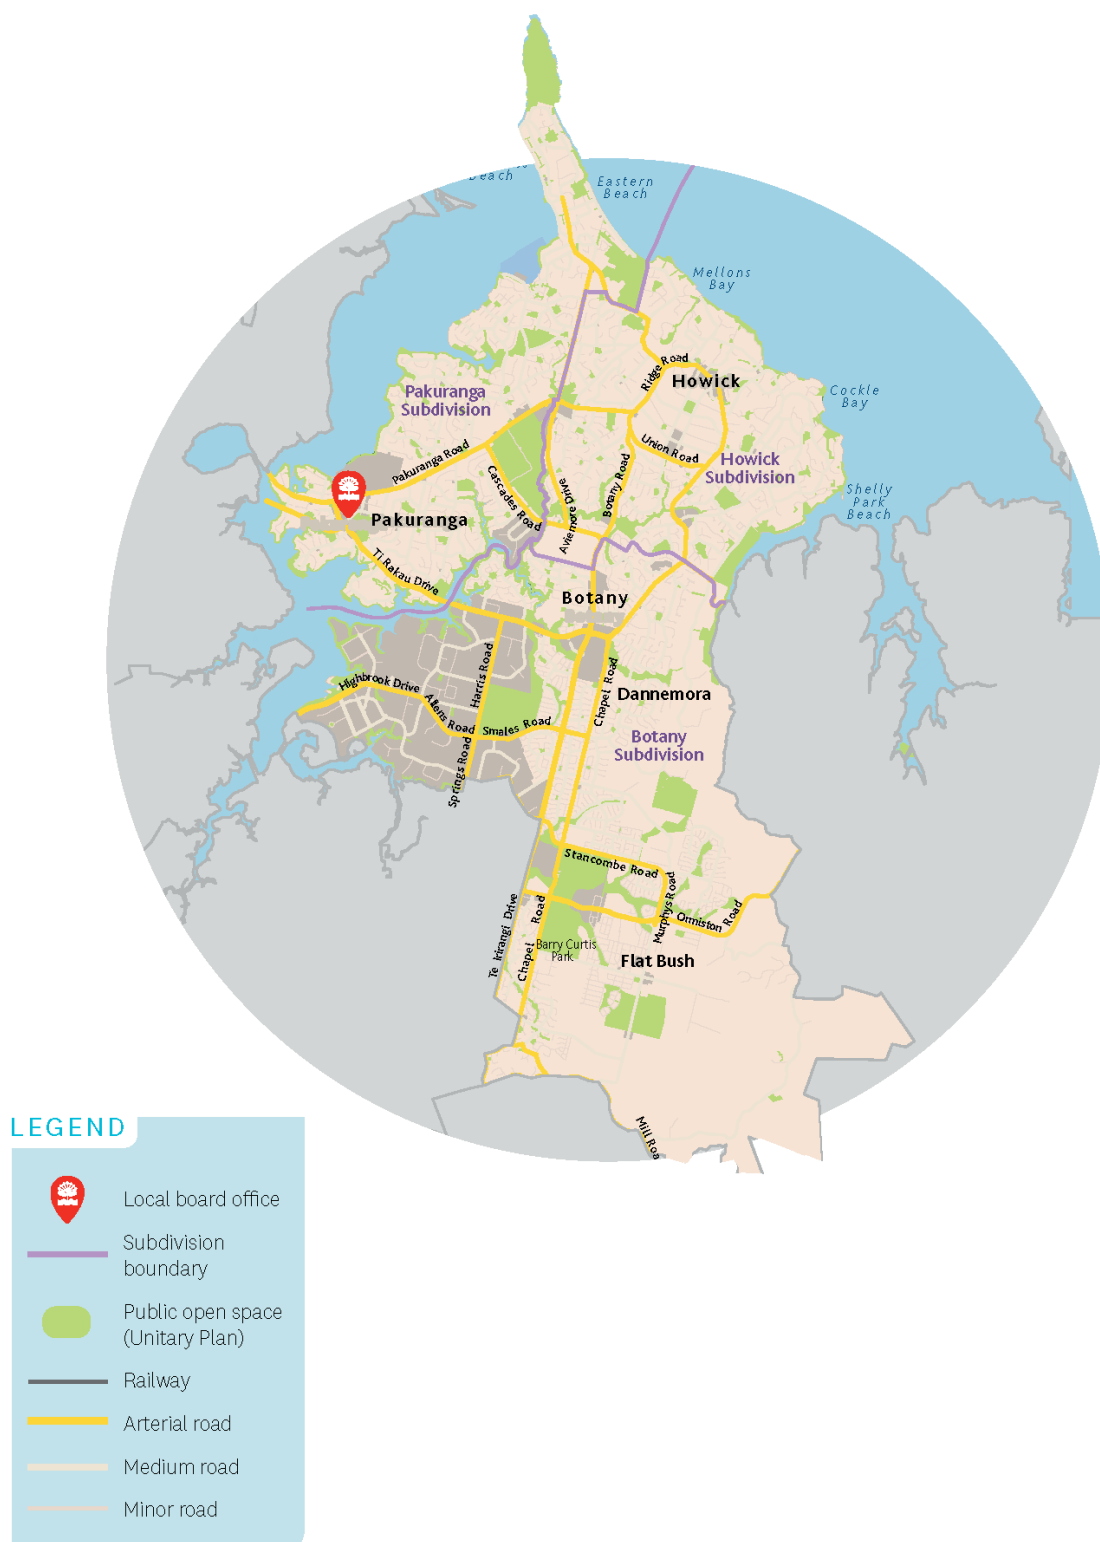 Beach
Eastern
Beach
Mellons
Bay
Ridge Road
Howick
Pakuranga
Subdivision
Cockle
Bay
Union Road
Pakuranga Road
Howick
Subdivision
Cascades Road
Aviemore Drive
Botany Road
Shelly
Park
Beach
Pakuranga
Ti Rakau Drive
Botany
Harris Road
Highbrook Drive
Allens Road
Smales Road
Chapel Road
Dannemora
Botany
Subdivision
Springs Road
Stancombe Road
Murphys Road
Ormiston Road
Te Irirangi Drive
Chapel Road
Barry Curtis
Park
Flat Bush
Mill Roa
LEGEND
Local board office
Subdivision
boundary
Public open space
(Unitary Plan)
Railway
Arterial road
Medium road
Minor road